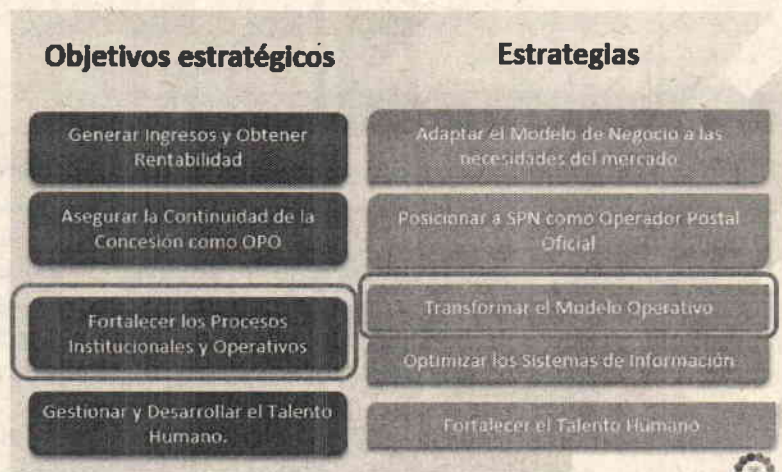 Objetivos estratégicos
Estrategias
Generar Ingresos y Obtener
Rentabilidad
Adaptar el Modelo de Negocio a las
necesidades del mercado
Asegurar la Continuidad de la
Concesión como OPO
Posicionar a SPN como Operador Postal
Oficial
Fortalecer los Procesos
Institucionales y Operativos
Transformar el Modelo Operativo
Optimizar los Sistemas de Información
Gestionar y Desarrollar el Talento
Humano.
Fortalecer el Talento Humano